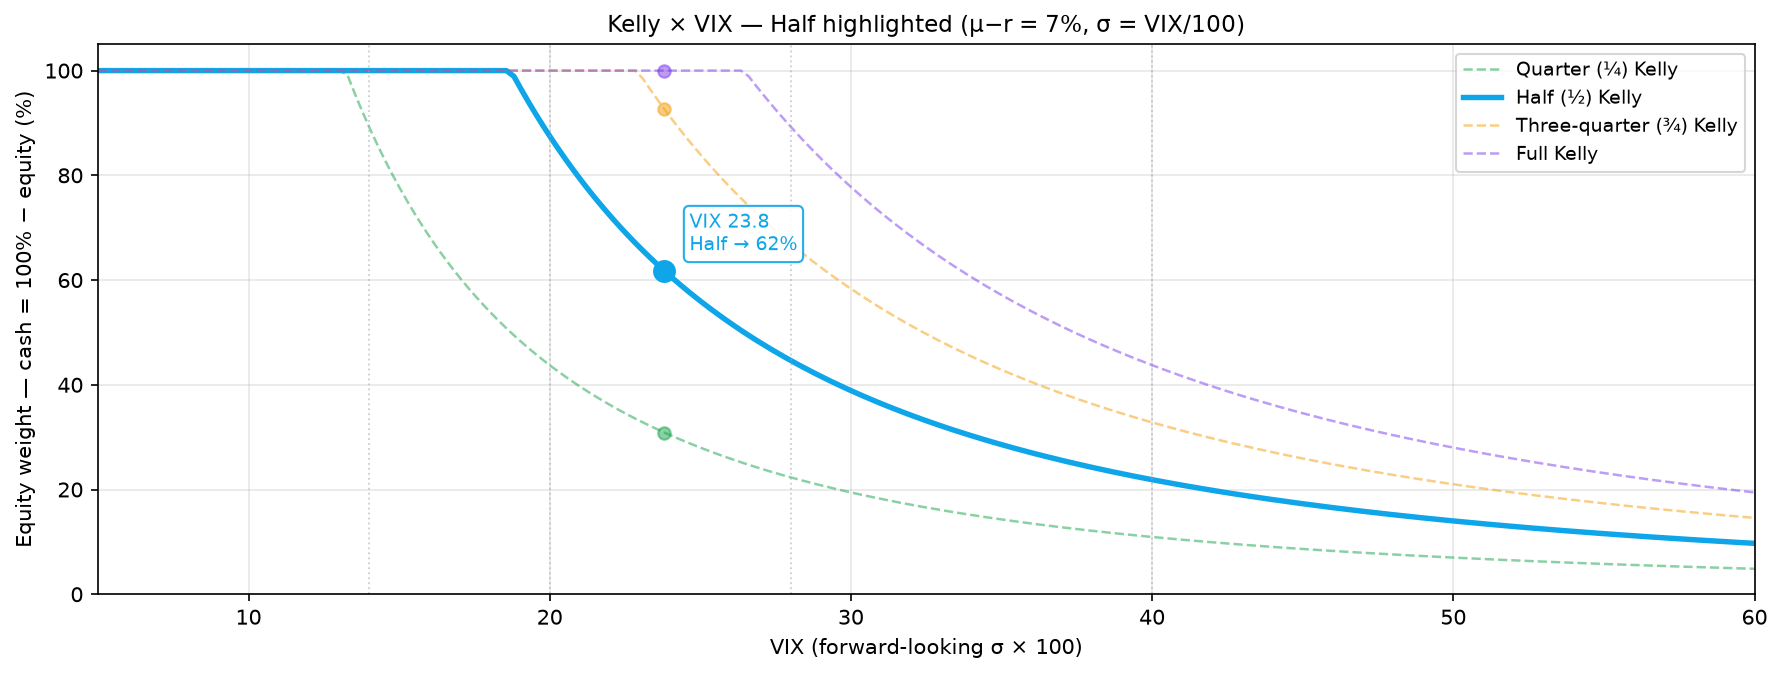 Kelly × VIX — Half highlighted (μ−r = 7%, σ = VIX/100)
Equity weight — cash = 100% − equity (%)
100
80
60
40
20
0
VIX 23.8
Half → 62%
Quarter (¼) Kelly
Half (½) Kelly
Three-quarter (¾) Kelly
Full Kelly
10
20
30
40
50
60
VIX (forward-looking σ × 100)